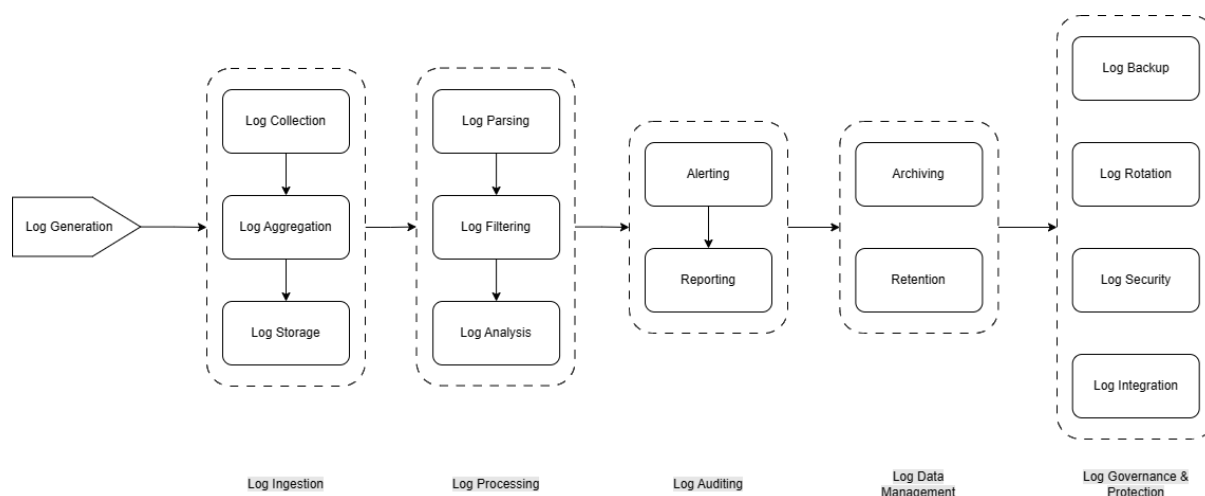 Log Generation
Log Collection
Log Aggregation
Log Storage
Log Parsing
Log Filtering
Log Analysis
Alerting
Reporting
Archiving
Retention
Log Backup
Log Rotation
Log Security
Log Integration
Log Ingestion
Log Processing
Log Auditing
Log Data
Management
Log Governance &
Protection